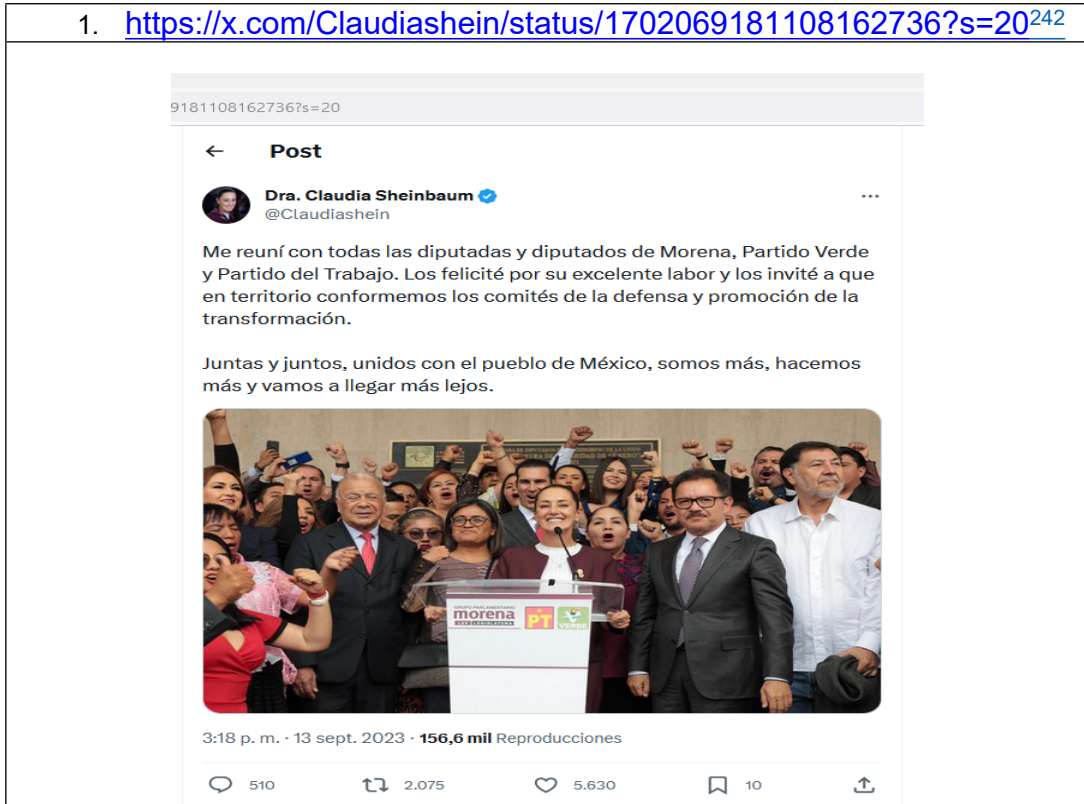 1. https://x.com/Claudiashein/status/1702069181108162736?s=20242
9181108162736?s=20
← Post
Dra. Claudia Sheinbaum
@Claudiashein
Me reuní con todas las diputadas y diputados de Morena, Partido Verde
y Partido del Trabajo. Los felicité por su excelente labor y los invité a que
en territorio conformemos los comités de la defensa y promoción de la
transformación.
Juntas y juntos, unidos con el pueblo de México, somos más, hacemos
más y vamos a llegar más lejos.
GRUPO PARLAMENTARIO
morena
LXV LEGISLATURA
PT
VERDE
3:18 p. m. · 13 sept. 2023 · 156,6 mil Reproducciones
510 2.075 5.630 10